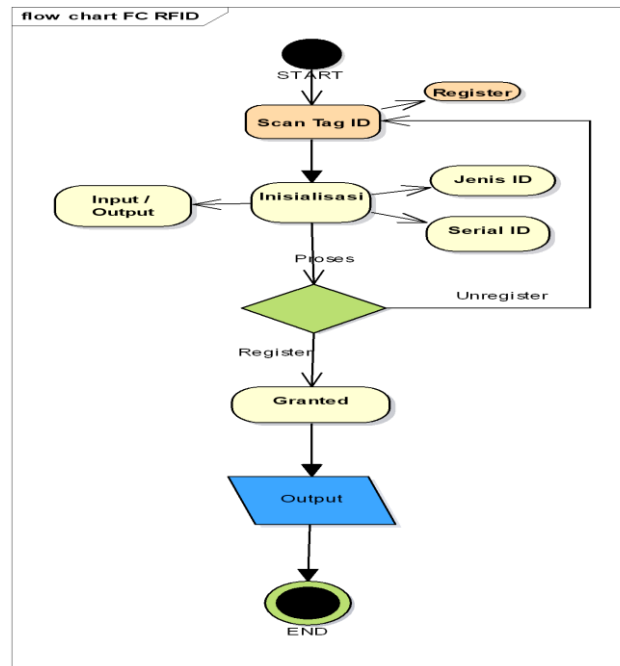 flow chart FC RFID
START
Register
Scan Tag ID
Jenis ID
Input /
Output
Inisialisasi
Serial ID
Proses
Unregister
Register
Granted
Output
END